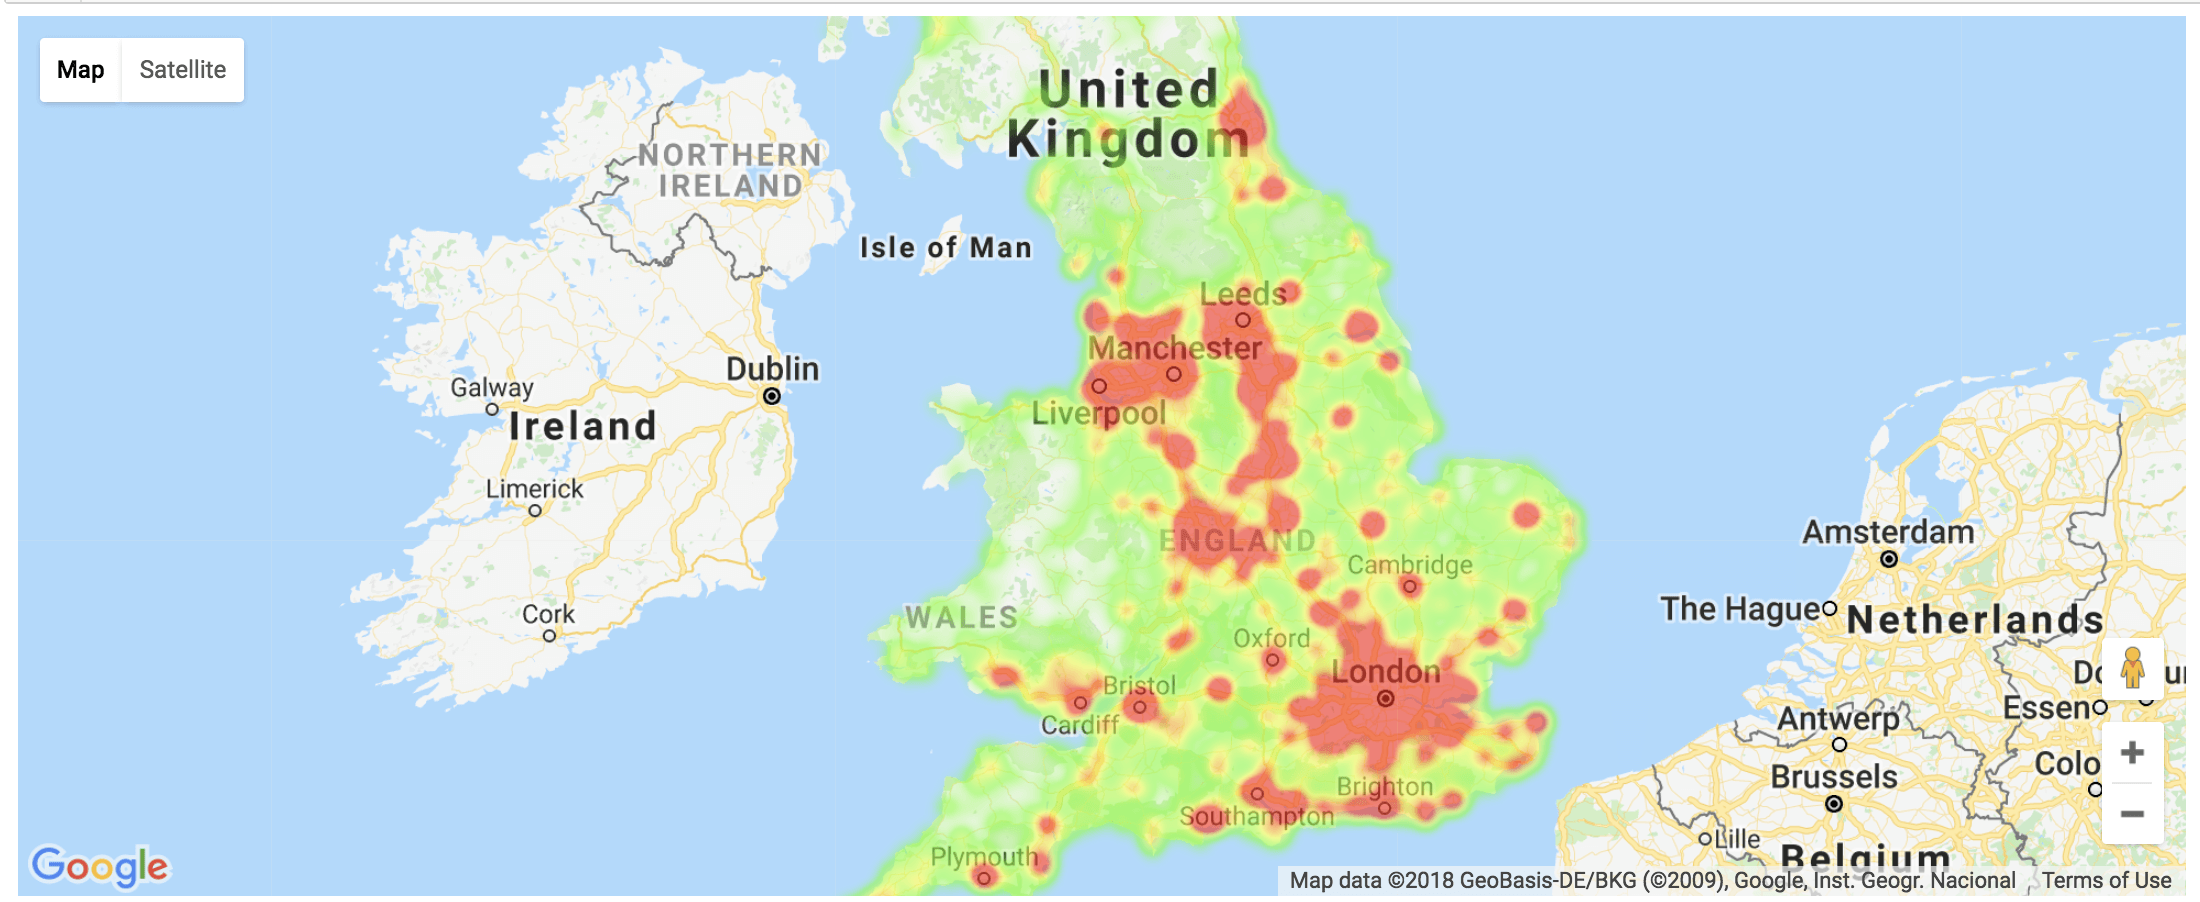 Map Satellite
United
Kingdom
NORTHERN
IRELAND
Isle of Man
Leeds
Manchester
Dublin
Galway
Liverpool
Ireland
Limerick
Amsterdam
ENGLAND
Cambridge
WALES
The Hague
Netherlands
Cork
Oxford
London
Bristol
Essen
Cardiff
Antwerp
Colo
Brussels
Brighton
Southampton
Lille
Plymouth
Belgium
Google
Map data ©2018 GeoBasis-DE/BKG (©2009), Google, Inst. Geogr. Nacional Terms of Use